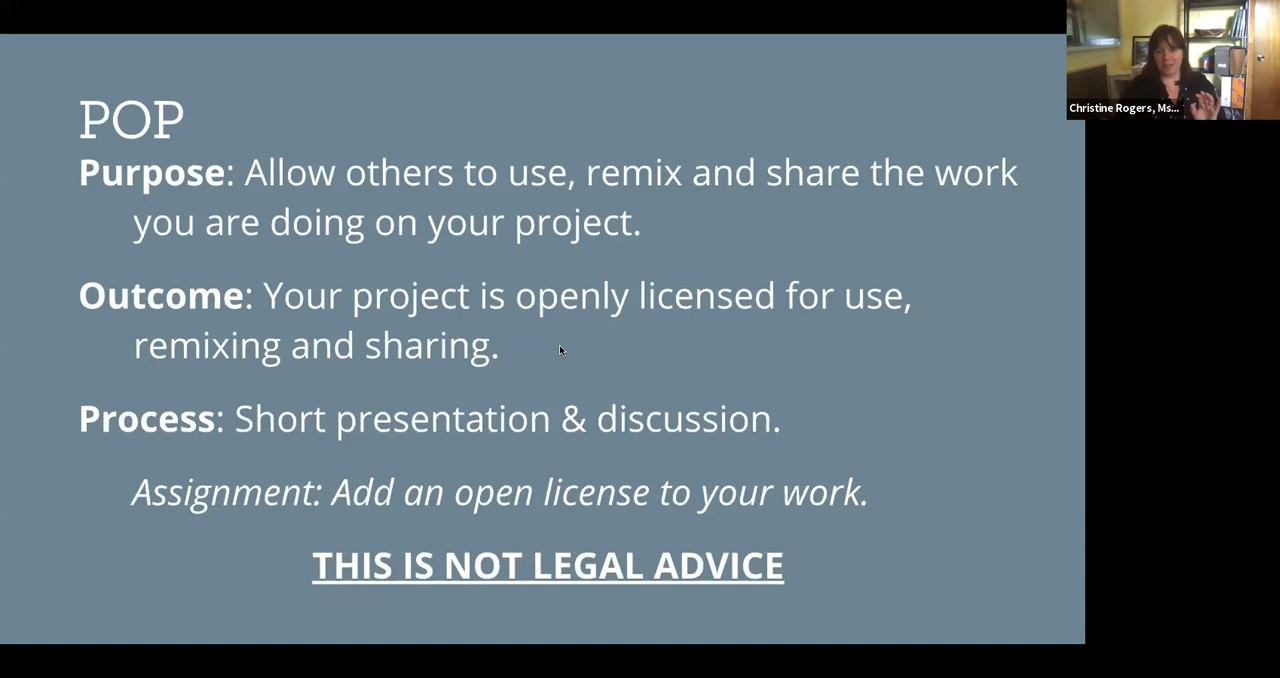 POP
Purpose: Allow others to use, remix and share the work
you are doing on your project.
Outcome: Your project is openly licensed for use,
remixing and sharing.
Process: Short presentation & discussion.
Assignment: Add an open license to your work.
THIS IS NOT LEGAL ADVICE
Christine Rogers, Ms...